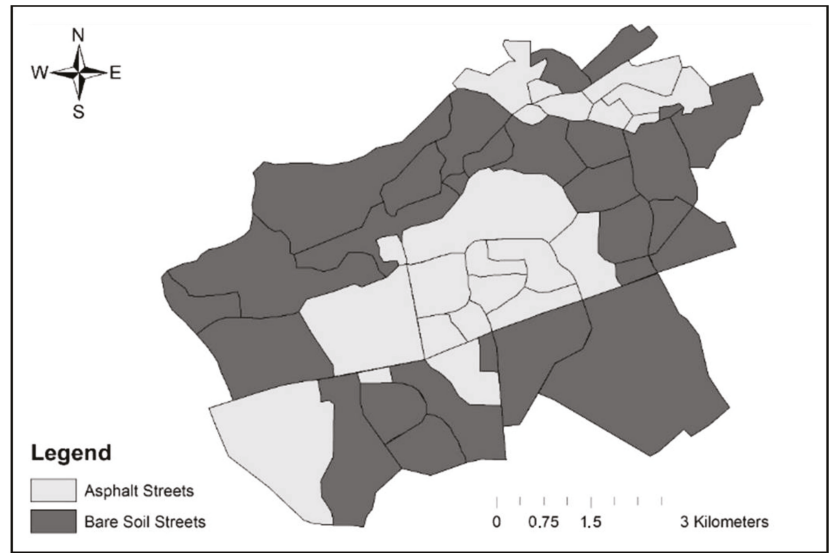 N
W E
S
Legend
Asphalt Streets
Bare Soil Streets
0 0.75 1.5 3 Kilometers